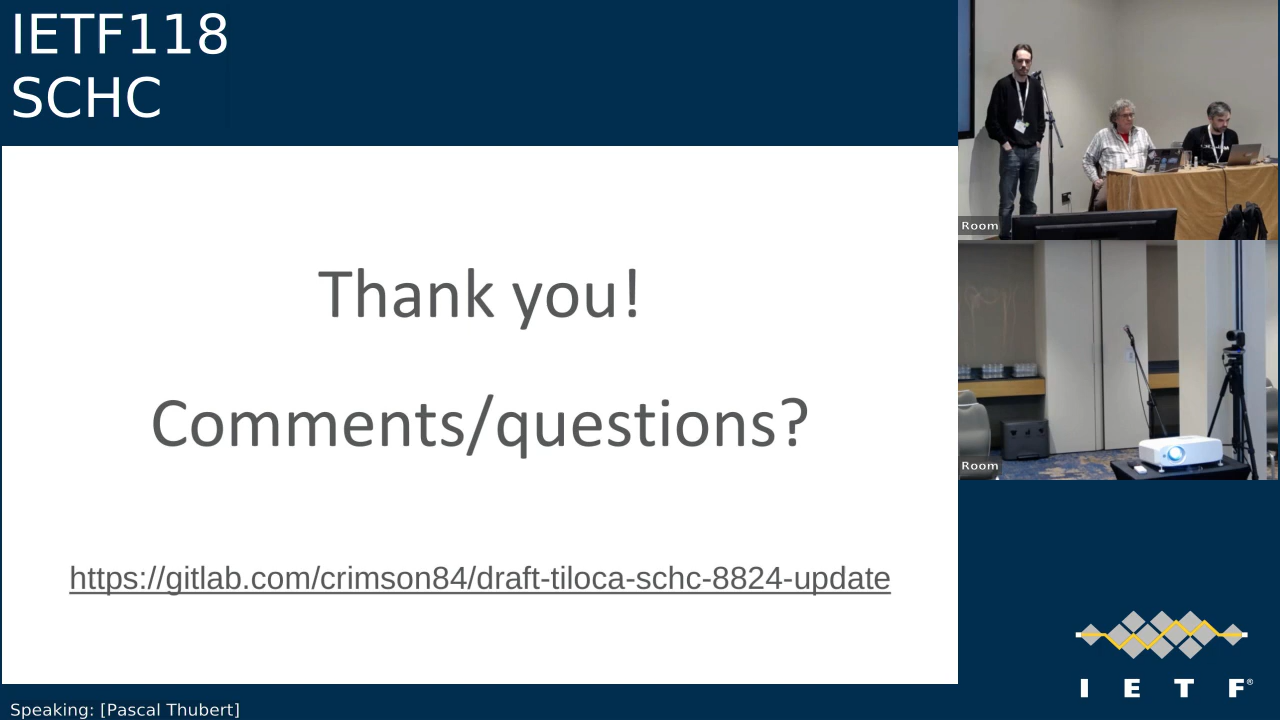 IETF118
SCHC
Thank you!
Comments/questions?
https://gitlab.com/crimson84/draft-tiloca-schc-8824-update
Room
Room
I E T F®
Speaking: [Pascal Thubert]